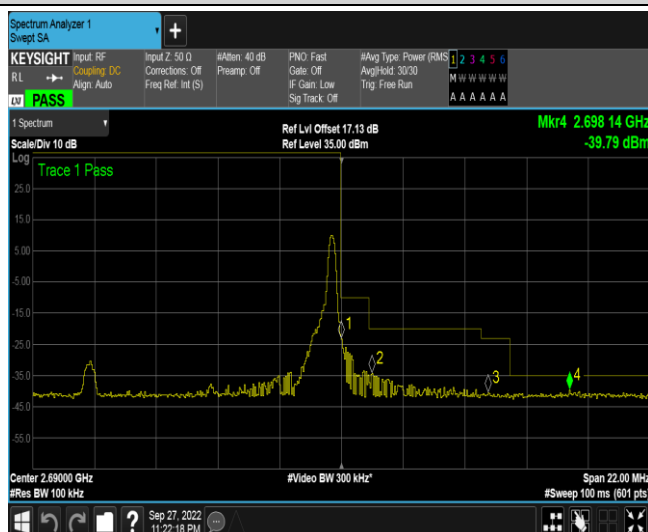 Spectrum Analyzer 1
Swept SA
+
KEYSIGHT
RL
LXI PASS
Input: RF
Coupling: DC
Align: Auto
Input Z: 50 Ω
Corrections: Off
Freq Ref: Int (S)
#Atten: 40 dB
Preamp: Off
PNO: Fast
Gate: Off
IF Gain: Low
Sig Track: Off
#Avg Type: Power (RMS
Avg|Hold: 30/30
Trig: Free Run
1 2 3 4 5 6
M W W W W W
A A A A A A
1 Spectrum
Scale/Div 10 dB
Ref Lvl Offset 17.13 dB
Ref Level 35.00 dBm
Mkr4 2.698 14 GHz
-39.79 dBm
Log
Trace 1 Pass
25.0
15.0
5.00
-5.00
-15.0
-25.0
-35.0
-45.0
-55.0
1
2
3
4
Center 2.69000 GHz
#Res BW 100 kHz
#Video BW 300 kHz*
Span 22.00 MHz
#Sweep 100 ms (601 pts)
?
Sep 27, 2022
11:22:18 PM